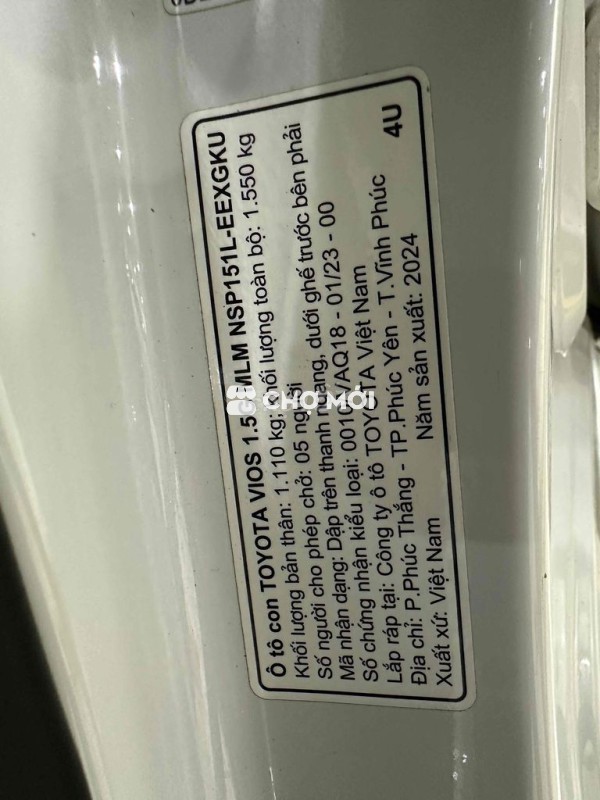 Ô tô con TOYOTA VIOS 1.5 MLM NSP151L-EEXGKU
Khối lượng bản thân: 1.110 kg; Khối lượng toàn bộ: 1.550 kg
Số người cho phép chở: 05
Mã nhận dạng: Dập trên thanh ngang, dưới ghế trước bên phải
Số chứng nhận kiểu loại: /AQ18 - 01/23 - 00
Lắp ráp tại: Công ty ô tô TOYOTA Việt Nam
Địa chỉ: P.Phúc Thắng - TP.Phúc Yên - T.Vĩnh Phúc
Xuất xứ: Việt Nam Năm sản xuất: 2024
4U
CHỢ MỚI